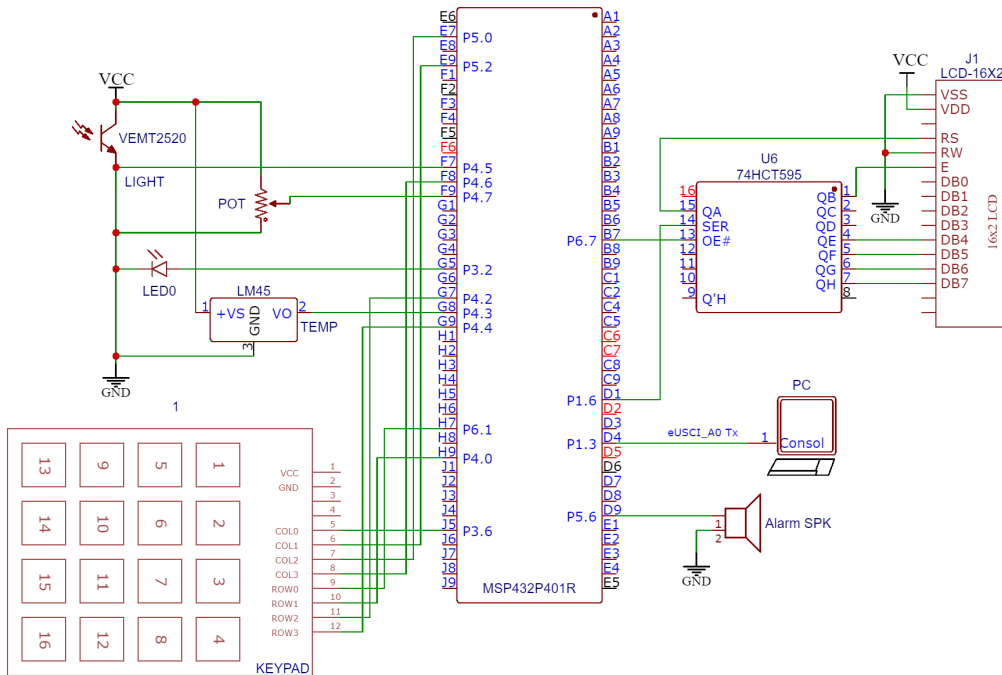 VCC
VEMT2520
LIGHT
POT
LED0
LM45
1 +VS GND VO 2
3
TEMP
GND
E6
E7 P5.0
E8
E9 P5.2
F1
F2
F3
F4
F5
F6
F7 P4.5
F8 P4.6
F9 P4.7
G1
G2
G3
G4
G5 P3.2
G6
G7 P4.2
G8 P4.3
G9 P4.4
H1
H2
H3
H4
H5
H6
H7 P6.1
H8
H9 P4.0
J1
J2
J3
J4
J5 P3.6
J6
J7
J8
J9
MSP432P401R
A1
A2
A3
A4
A5
A6
A7
A8
A9
B1
B2
B3
B4
B5
B6
P6.7 B7
B8
B9
C1
C2
C4
C5
C6
C7
C8
C9
P1.6 D1
D2
D3
P1.3 D4
D5
D6
D7
D8
P5.6 D9
E1
E2
E3
E4
E5
U6
74HCT595
16
15 QA
14 SER
13 OE#
12
11
10
9 Q'H
QB 1
QC 2
QD 3
QE 4
QF 5
QG 6
QH 7
8
VCC
GND
J1
LCD-16X2
VSS
VDD
RS
RW
E
DB0
DB1
DB2
DB3
DB4
DB5
DB6
DB7
16x2 LCD
PC
eUSCI_A0 Tx
1 Consol
Alarm SPK
1
2
GND
1
13 9 5 1
14 10 6 2
15 11 7 3
16 12 8 4
VCC 1
GND 2
3
4
COL0 5
COL1 6
COL2 7
COL3 8
ROW0 9
ROW1 10
ROW2 11
ROW3 12
KEYPAD